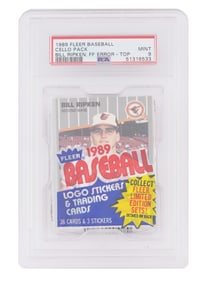 1989 FLEER BASEBALL
CELLO PACK
MINT
BILL RIPKEN, FF ERROR - TOP
9
PSA
51316533
BILL RIPKEN
1989
FLEER
BASEBALL
LOGO STICKERS
& TRADING
CARDS
36 CARDS & 3 STICKERS
COLLECT
FLEER
LIMITED
EDITION
SETS!